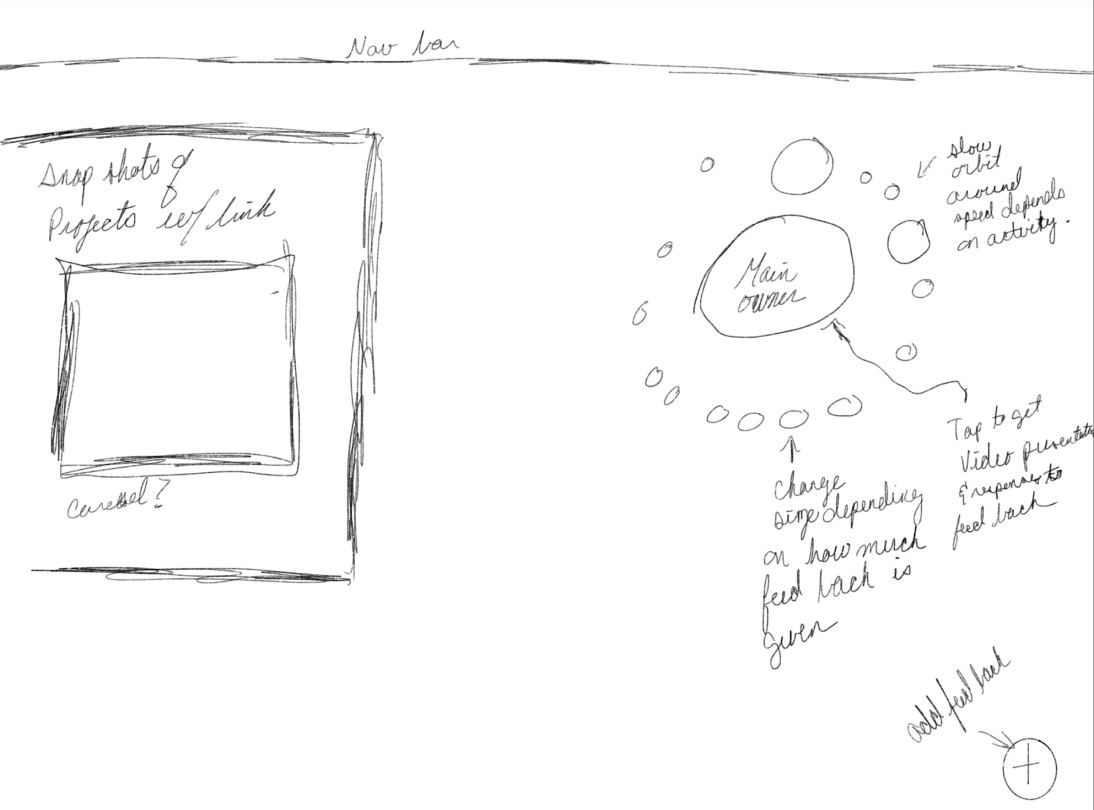 Nav bar
Snap shots of
Projects w/ link
Carousel?
slow
orbit
around
speed depends
on activity.
Main
owner
Tap to get
Video presentation
& responses to
feed back
change
size depending
on how much
feed back is
given
add feed back
+